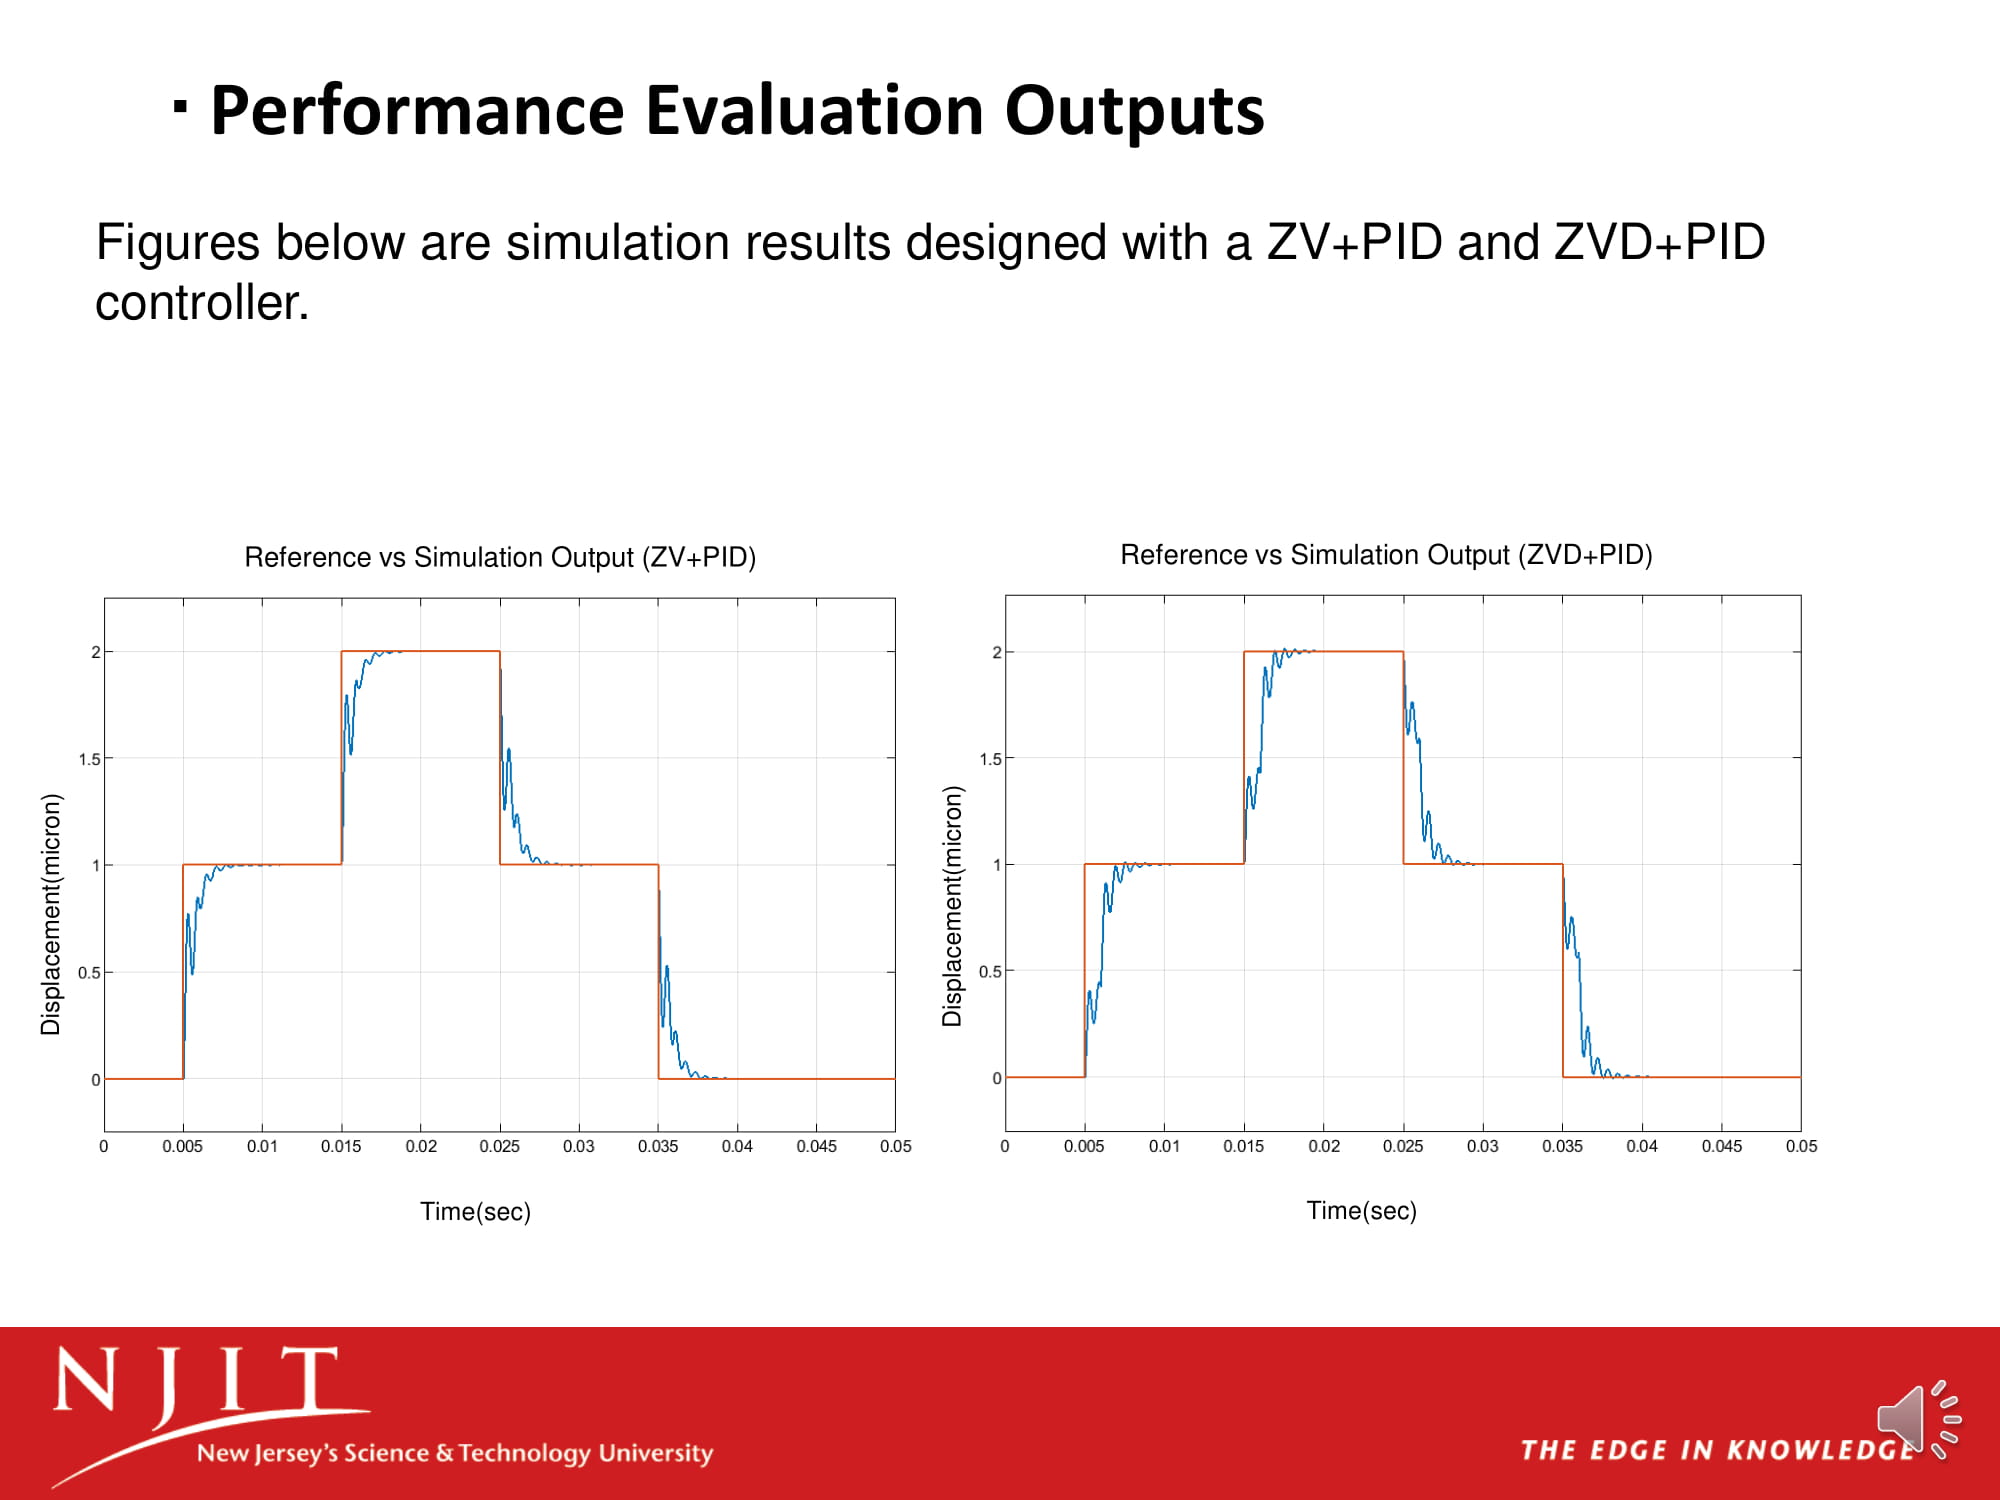 ▪ Performance Evaluation Outputs
Figures below are simulation results designed with a ZV+PID and ZVD+PID
controller.
Reference vs Simulation Output (ZV+PID)
Displacement(micron)
2
1.5
1
0.5
0
0 0.005 0.01 0.015 0.02 0.025 0.03 0.035 0.04 0.045 0.05
Time(sec)
Reference vs Simulation Output (ZVD+PID)
Displacement(micron)
2
1.5
1
0.5
0
0 0.005 0.01 0.015 0.02 0.025 0.03 0.035 0.04 0.045 0.05
Time(sec)
NJIT
New Jersey's Science & Technology University
THE EDGE IN KNOWLEDGE